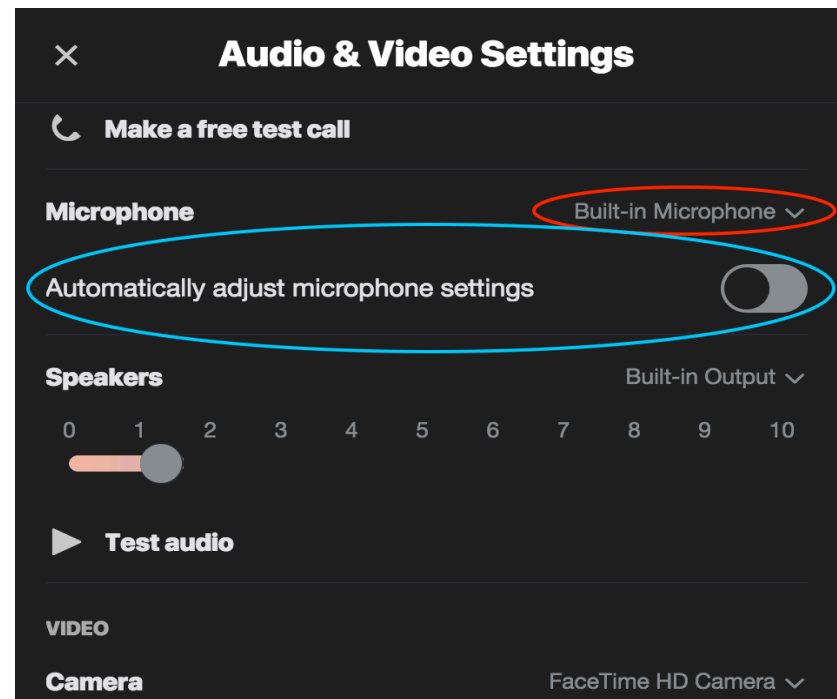 Audio & Video Settings
Make a free test call
Microphone Built-in Microphone
Automatically adjust microphone settings
Speakers Built-in Output
0 1 2 3 4 5 6 7 8 9 10
Test audio
VIDEO
Camera FaceTime HD Camera